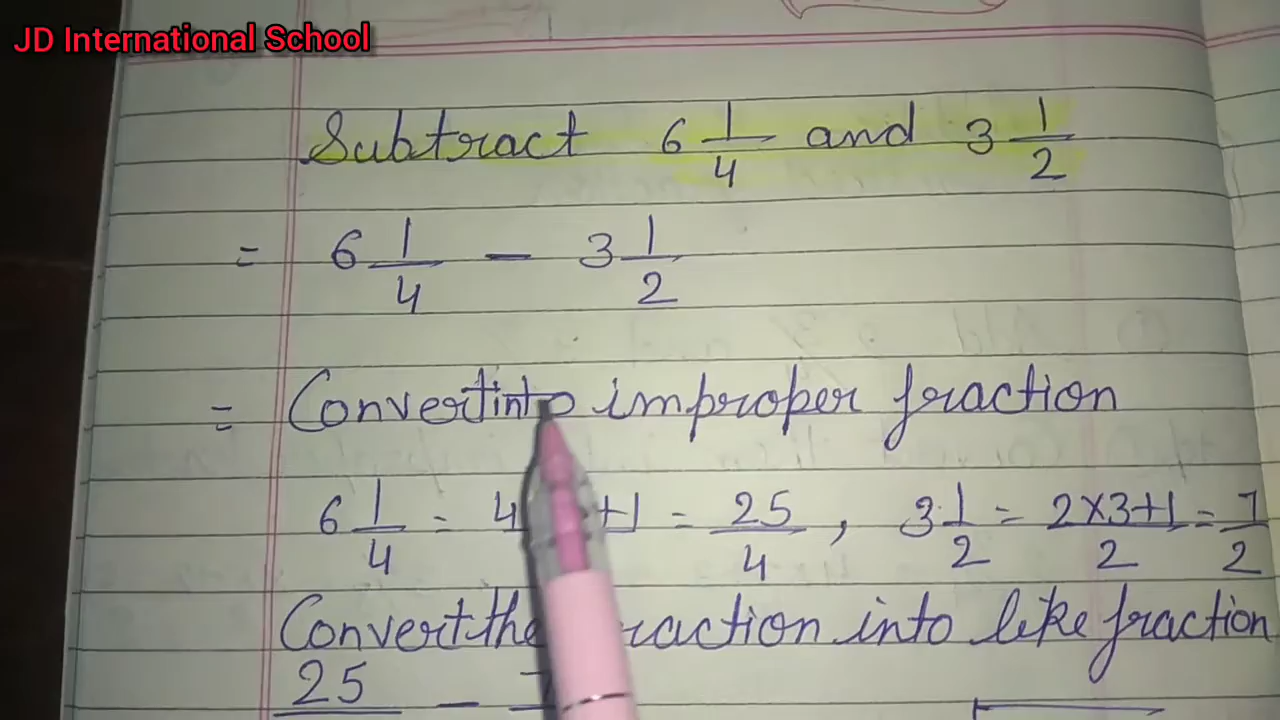 JD International School
Subtract 6 1/4 and 3 1/2
= 6 1/4 - 3 1/2
= Convert into improper fraction
6 1/4 = 4 +1 = 25/4 , 3 1/2 = 2×3+1/2 = 7/2
Convert the fraction into like fraction
25 -